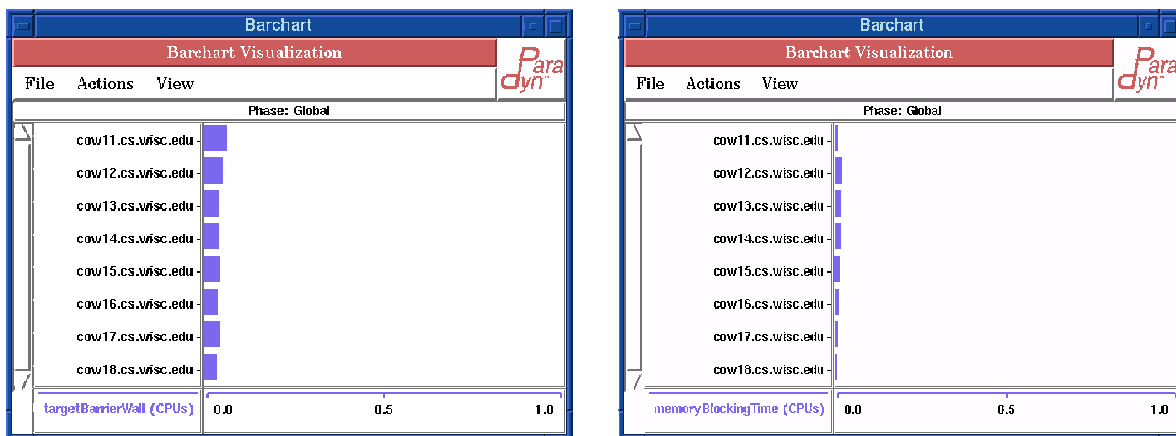 Barchart
Barchart Visualization
Paradyn
File Actions View
Phase: Global
cow11.cs.wisc.edu
cow12.cs.wisc.edu
cow13.cs.wisc.edu
cow14.cs.wisc.edu
cow15.cs.wisc.edu
cow16.cs.wisc.edu
cow17.cs.wisc.edu
cow18.cs.wisc.edu
targetBarrierWall (CPUs) 0.0 0.5 1.0
Barchart
Barchart Visualization
Paradyn
File Actions View
Phase: Global
cow11.cs.wisc.edu
cow12.cs.wisc.edu
cow13.cs.wisc.edu
cow14.cs.wisc.edu
cow15.cs.wisc.edu
cow16.cs.wisc.edu
cow17.cs.wisc.edu
cow18.cs.wisc.edu
memoryBlockingTime (CPUs) 0.0 0.5 1.0